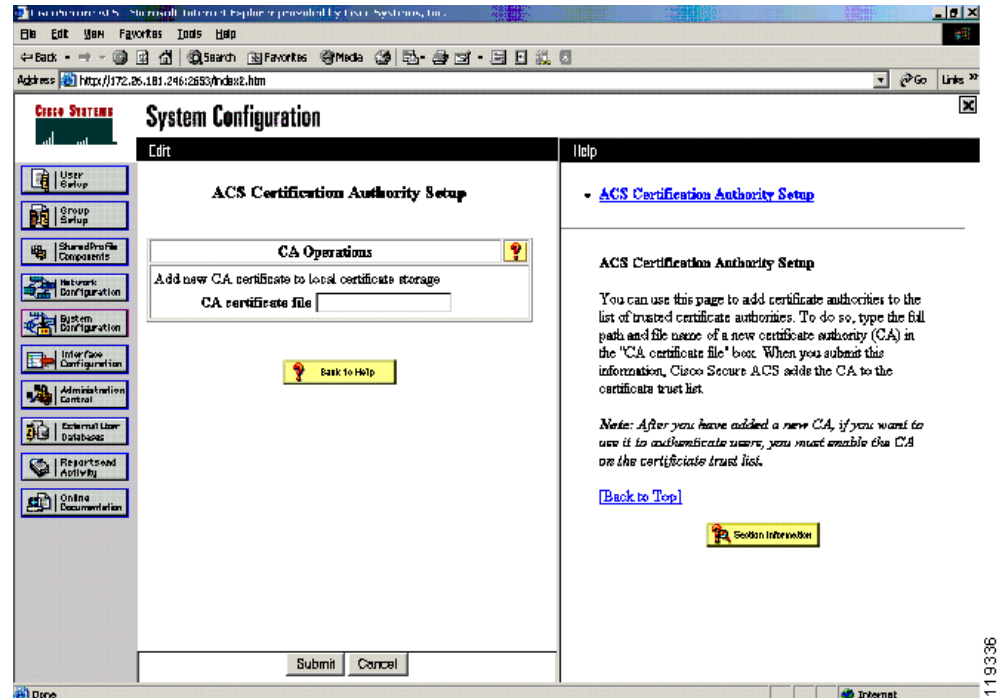 CiscoSecure ACS - Microsoft Internet Explorer provided by Cisco Systems, Inc.
File Edit View Favorites Tools Help
Back Search Favorites Media
Address http://172.26.181.246:2653/index2.htm Go Links »
CISCO SYSTEMS
System Configuration
Edit
User Setup
Group Setup
Shared Profile Components
Network Configuration
System Configuration
Interface Configuration
Administration Control
External User Databases
Reports and Activity
Online Documentation
ACS Certification Authority Setup
CA Operations
?
Add new CA certificate to local certificate storage
CA certificate file
? Back to Help
Submit Cancel
Help
• ACS Certification Authority Setup
ACS Certification Authority Setup
You can use this page to add certificate authorities to the
list of trusted certificate authorities. To do so, type the full
path and file name of a new certificate authority (CA) in
the "CA certificate file" box. When you submit this
information, Cisco Secure ACS adds the CA to the
certificate trust list.
Note: After you have added a new CA, if you want to
use it to authenticate users, you must enable the CA
on the certificiate trust list.
[Back to Top]
Section Information
Done Internet
119336